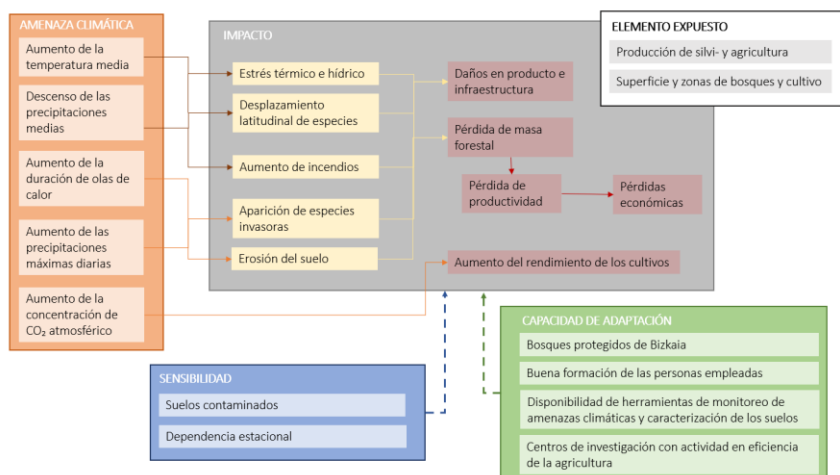 AMENAZA CLIMÁTICA
Aumento de la
temperatura media
Descenso de las
precipitaciones
medias
Aumento de la
duración de olas de
calor
Aumento de las
precipitaciones
máximas diarias
Aumento de la
concentración de
CO₂ atmosférico
IMPACTO
Estrés térmico e hídrico
Desplazamiento
latitudinal de especies
Aumento de incendios
Aparición de especies
invasoras
Erosión del suelo
Daños en producto e
infraestructura
Pérdida de masa
forestal
Pérdida de
productividad
Pérdidas
económicas
Aumento del rendimiento de los cultivos
ELEMENTO EXPUESTO
Producción de silvi- y agricultura
Superficie y zonas de bosques y cultivo
SENSIBILIDAD
Suelos contaminados
Dependencia estacional
CAPACIDAD DE ADAPTACIÓN
Bosques protegidos de Bizkaia
Buena formación de las personas empleadas
Disponibilidad de herramientas de monitoreo de
amenazas climáticas y caracterización de los suelos
Centros de investigación con actividad en eficiencia
de la agricultura